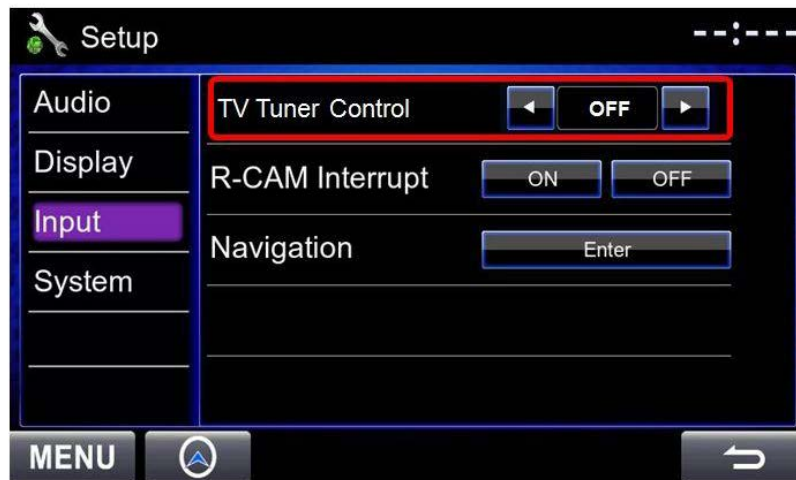 Setup --:---
Audio
Display
Input
System
TV Tuner Control OFF
R-CAM Interrupt ON OFF
Navigation Enter
MENU